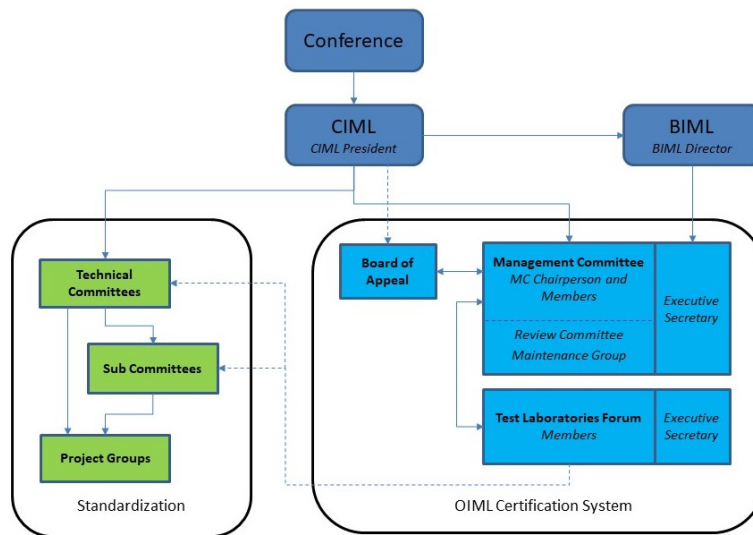 Conference
CIML
CIML President
BIML
BIML Director
Technical
Committees
Sub Committees
Project Groups
Standardization
Board of
Appeal
Management Committee
MC Chairperson and
Members
Review Committee
Maintenance Group
Executive
Secretary
Test Laboratories Forum
Members
Executive
Secretary
OIML Certification System